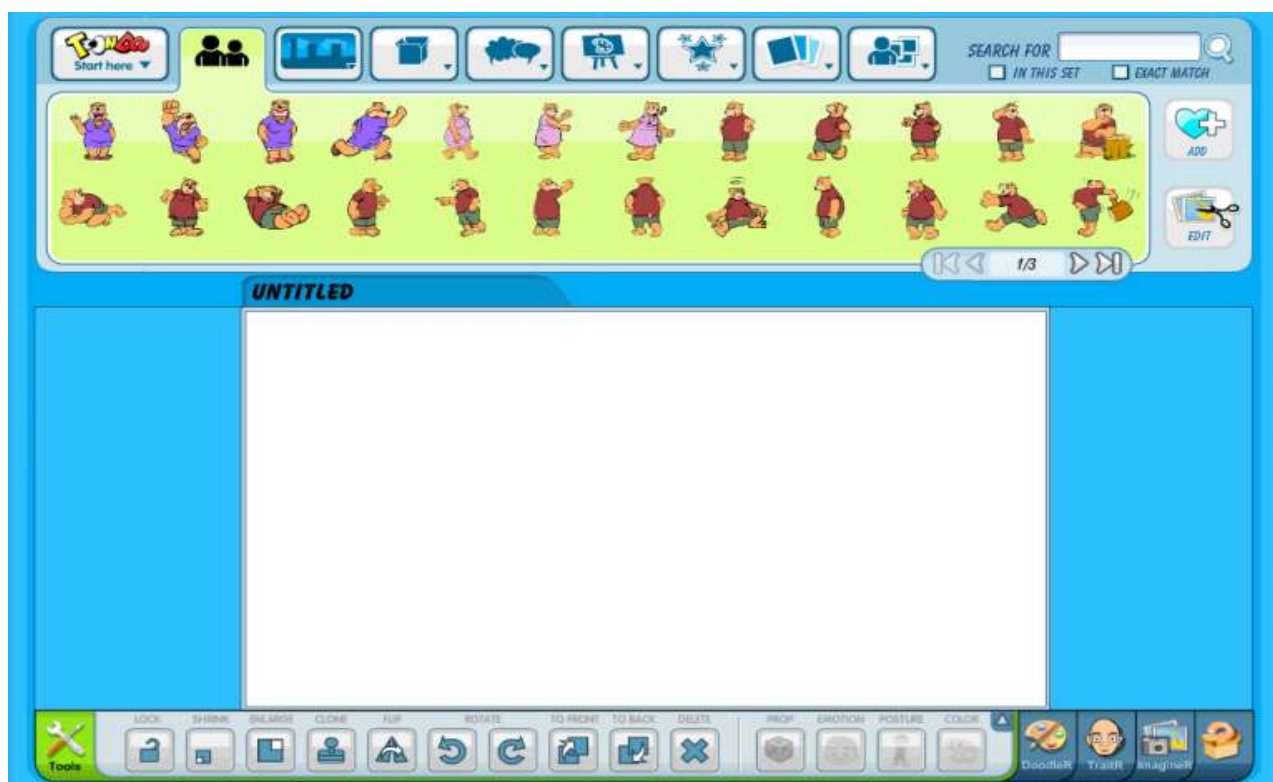 TOONDOO
Start here
SEARCH FOR
IN THIS SET
EXACT MATCH
ADD
EDIT
1/3
UNTITLED
Tools
LOCK
SHRINK
ENLARGE
CLONE
FLIP
ROTATE
TO FRONT
TO BACK
DELETE
PROP
EMOTION
POSTURE
COLOR
DoodleR
TraitR
ImagineR